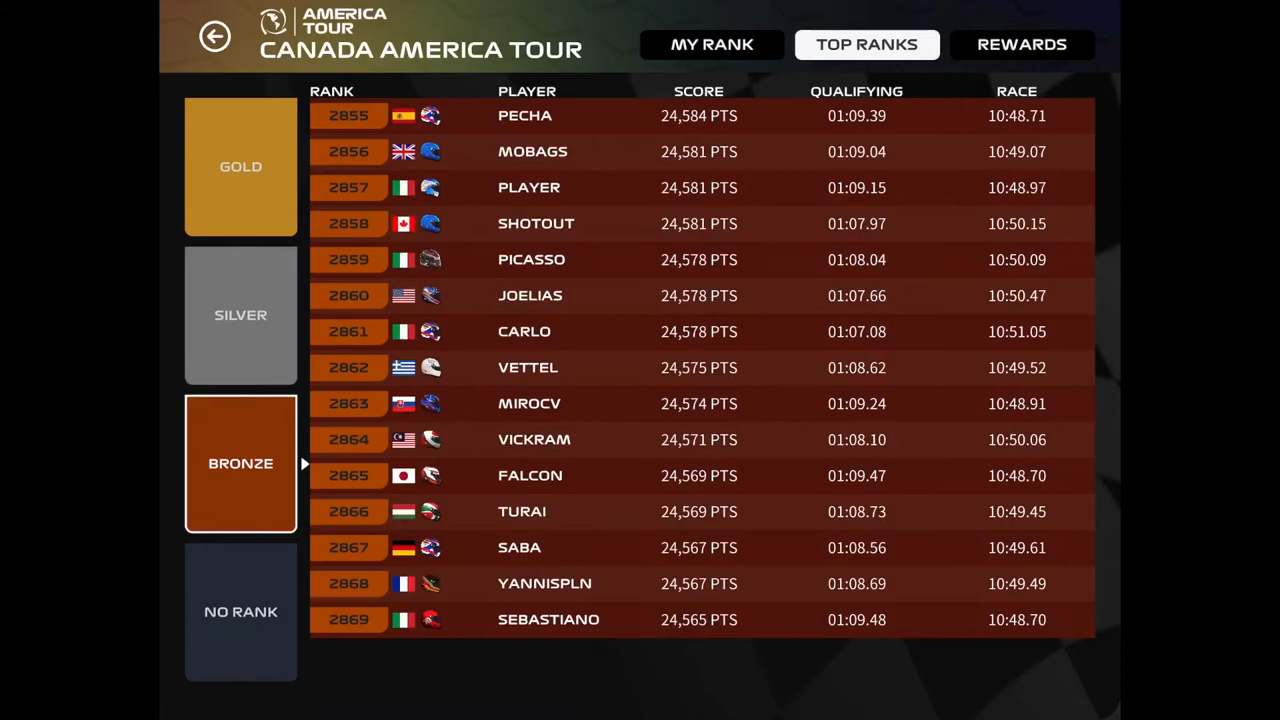 AMERICA
TOUR
CANADA AMERICA TOUR
MY RANK
TOP RANKS
REWARDS
RANK PLAYER SCORE QUALIFYING RACE
2855 PECHA 24,584 PTS 01:09.39 10:48.71
2856 MOBAGS 24,581 PTS 01:09.04 10:49.07
2857 PLAYER 24,581 PTS 01:09.15 10:48.97
2858 SHOTOUT 24,581 PTS 01:07.97 10:50.15
2859 PICASSO 24,578 PTS 01:08.04 10:50.09
2860 JOELIAS 24,578 PTS 01:07.66 10:50.47
2861 CARLO 24,578 PTS 01:07.08 10:51.05
2862 VETTEL 24,575 PTS 01:08.62 10:49.52
2863 MIROCV 24,574 PTS 01:09.24 10:48.91
2864 VICKRAM 24,571 PTS 01:08.10 10:50.06
2865 FALCON 24,569 PTS 01:09.47 10:48.70
2866 TURAI 24,569 PTS 01:08.73 10:49.45
2867 SABA 24,567 PTS 01:08.56 10:49.61
2868 YANNISPLN 24,567 PTS 01:08.69 10:49.49
2869 SEBASTIANO 24,565 PTS 01:09.48 10:48.70
GOLD
SILVER
BRONZE
NO RANK